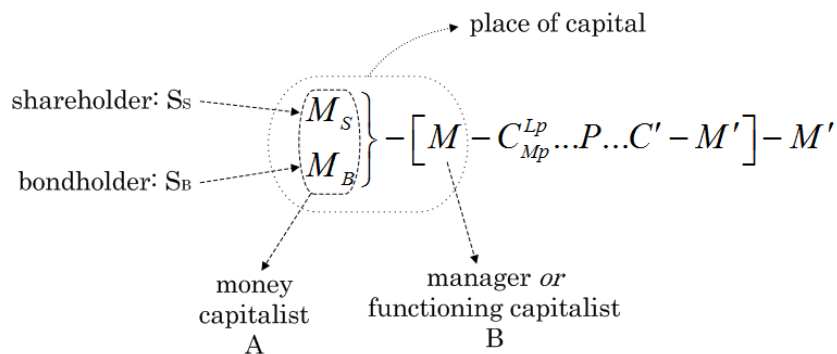 place of capital
shareholder: S_S
M_S
M_B } − [ M − C^{Lp}_{Mp} ...P...C′ − M′ ] − M′
bondholder: S_B
money
capitalist
A
manager or
functioning capitalist
B